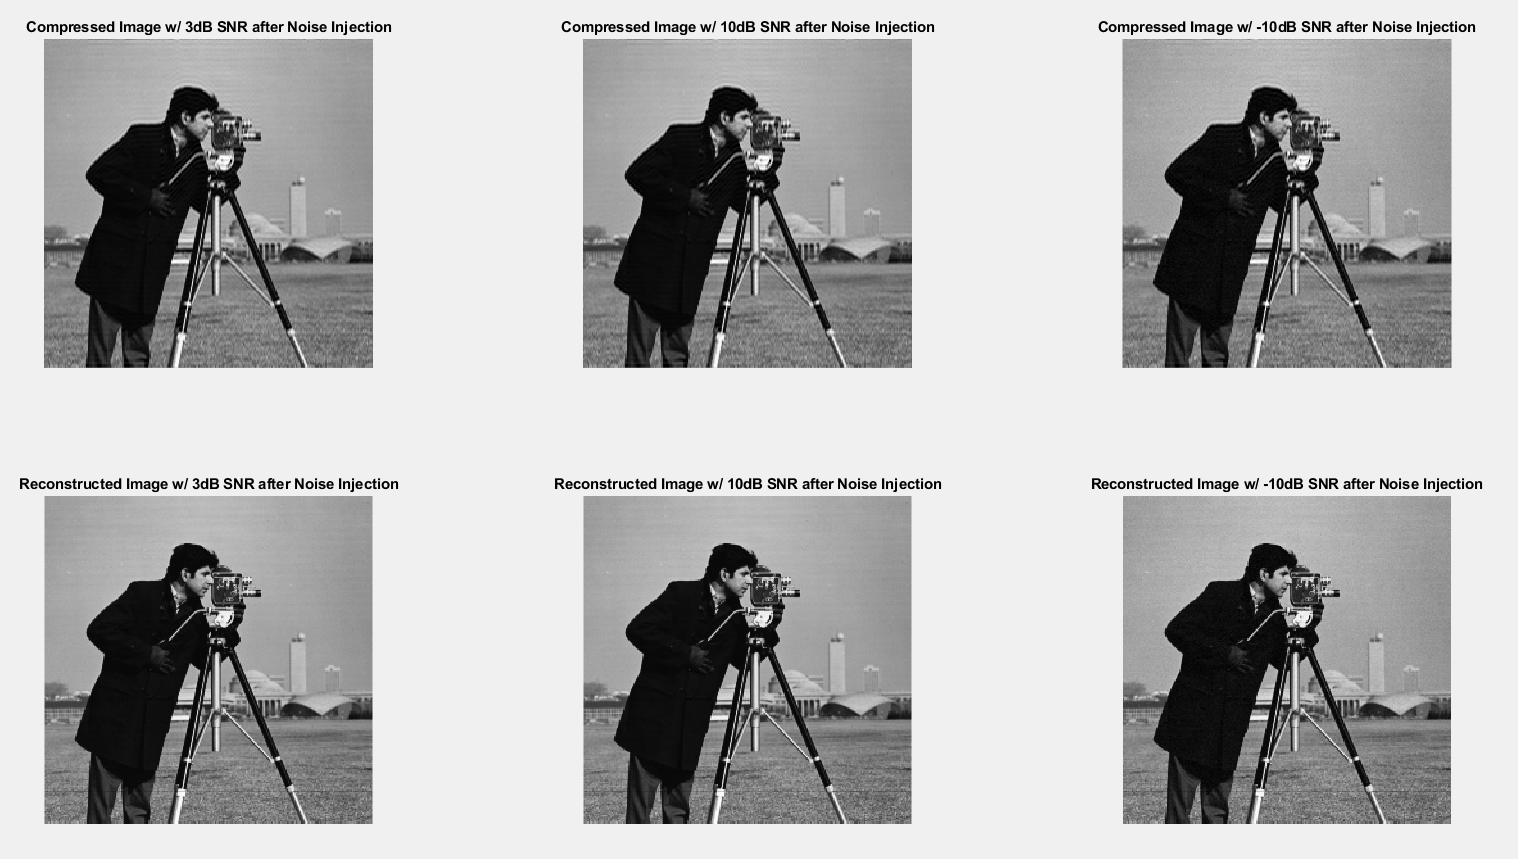 Compressed Image w/ 3dB SNR after Noise Injection
Compressed Image w/ 10dB SNR after Noise Injection
Compressed Image w/ -10dB SNR after Noise Injection
Reconstructed Image w/ 3dB SNR after Noise Injection
Reconstructed Image w/ 10dB SNR after Noise Injection
Reconstructed Image w/ -10dB SNR after Noise Injection